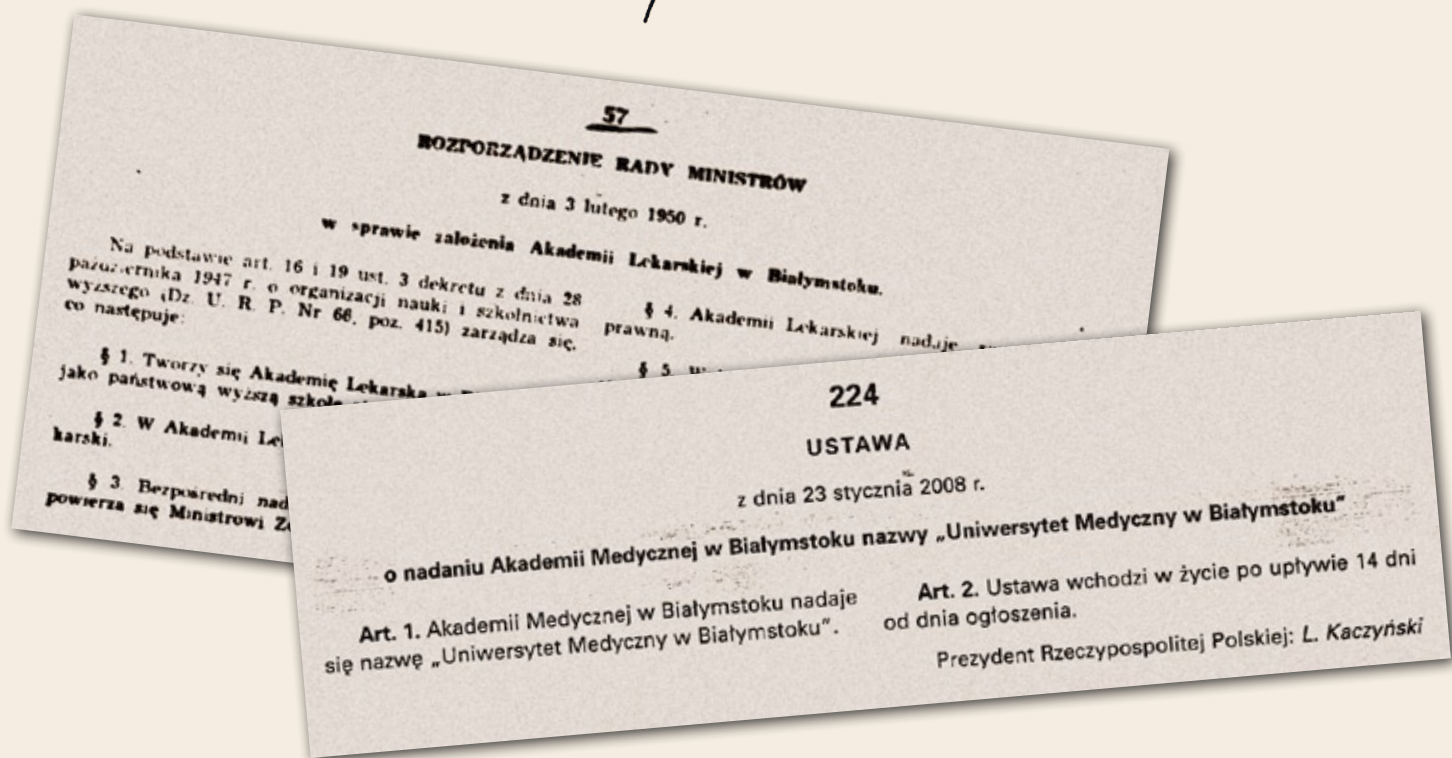 57
ROZPORZĄDZENIE RADY MINISTRÓW
z dnia 3 lutego 1950 r.
w sprawie założenia Akademii Lekarskiej w Białymstoku.
Na podstawie art. 16 i 19 ust. 3 dekretu z dnia 28
października 1947 r. o organizacji nauki i szkolnictwa
wyższego (Dz. U. R. P. Nr 66, poz. 415) zarządza się,
co następuje:
§ 1. Tworzy się Akademię Lekarską w
jako państwową wyższą
§ 2. W Akademii
karski.
§ 3. Bezpośredni
powierza się Ministrowi
§ 4. Akademii Lekarskiej nadaje
prawną.
§ 5.
224
USTAWA
z dnia 23 stycznia 2008 r.
o nadaniu Akademii Medycznej w Białymstoku nazwy „Uniwersytet Medyczny w Białymstoku”
Art. 1. Akademii Medycznej w Białymstoku nadaje
się nazwę „Uniwersytet Medyczny w Białymstoku”.
Art. 2. Ustawa wchodzi w życie po upływie 14 dni
od dnia ogłoszenia.
Prezydent Rzeczypospolitej Polskiej: L. Kaczyński